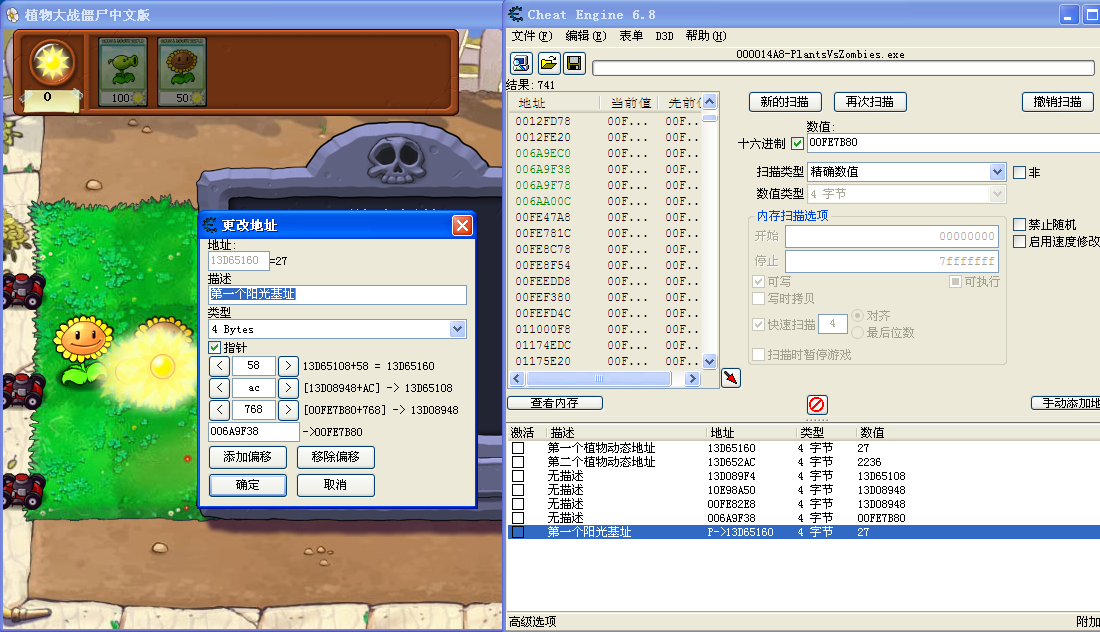 植物大战僵尸中文版
0
100
50
更改地址
地址:
13D65160 =27
描述
第一个阳光基址
类型
4 Bytes
指针
< 58 > 13D65108+58 = 13D65160
< ac > [13D08948+AC] -> 13D65108
< 768 > [00FE7B80+768] -> 13D08948
006A9F38 ->00FE7B80
添加偏移 移除偏移
确定 取消
Cheat Engine 6.8
文件(F) 编辑(E) 表单 D3D 帮助(H)
000014A8-PlantsVsZombies.exe
结果: 741
地址 当前值 先前
0012FD78 00F... 00F..
0012FE20 00F... 00F..
006A9EC0 00F... 00F..
006A9F38 00F... 00F..
006A9F78 00F... 00F..
006AA00C 00F... 00F..
00FE47A8 00F... 00F..
00FE781C 00F... 00F..
00FE8C78 00F... 00F..
00FE8F54 00F... 00F..
00FEEDD8 00F... 00F..
00FEF380 00F... 00F..
00FEFD4C 00F... 00F..
011000F8 00F... 00F..
01174EDC 00F... 00F..
01175E20 00F... 00F..
新的扫描 再次扫描 撤销扫描
数值:
十六进制 00FE7B80
扫描类型 精确数值 非
数值类型 4 字节
内存扫描选项
开始 00000000
停止 7fffffff
可写 可执行
写时拷贝
快速扫描 4 对齐
最后位数
扫描时暂停游戏
禁止随机
启用速度修改
查看内存 手动添加地
激活 描述 地址 类型 数值
第一个植物动态地址 13D65160 4 字节 27
第二个植物动态地址 13D652AC 4 字节 2236
无描述 13D089F4 4 字节 13D65108
无描述 10E98A50 4 字节 13D08948
无描述 00FE82E8 4 字节 13D08948
无描述 006A9F38 4 字节 00FE7B80
第一个阳光基址 P->13D65160 4 字节 27
高级选项 附加